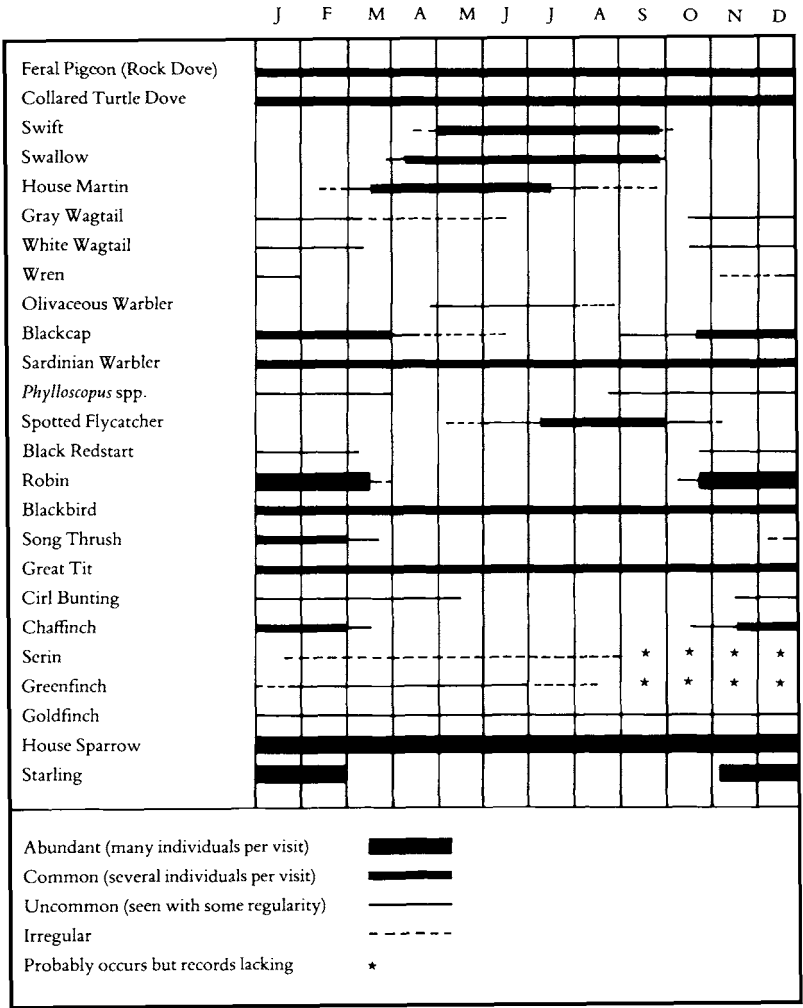 J F M A M J J A S O N D
Feral Pigeon (Rock Dove)
Collared Turtle Dove
Swift
Swallow
House Martin
Gray Wagtail
White Wagtail
Wren
Olivaceous Warbler
Blackcap
Sardinian Warbler
Phylloscopus spp.
Spotted Flycatcher
Black Redstart
Robin
Blackbird
Song Thrush
Great Tit
Cirl Bunting
Chaffinch
Serin * * * *
Greenfinch * * * *
Goldfinch
House Sparrow
Starling
Abundant (many individuals per visit)
Common (several individuals per visit)
Uncommon (seen with some regularity)
Irregular
Probably occurs but records lacking *